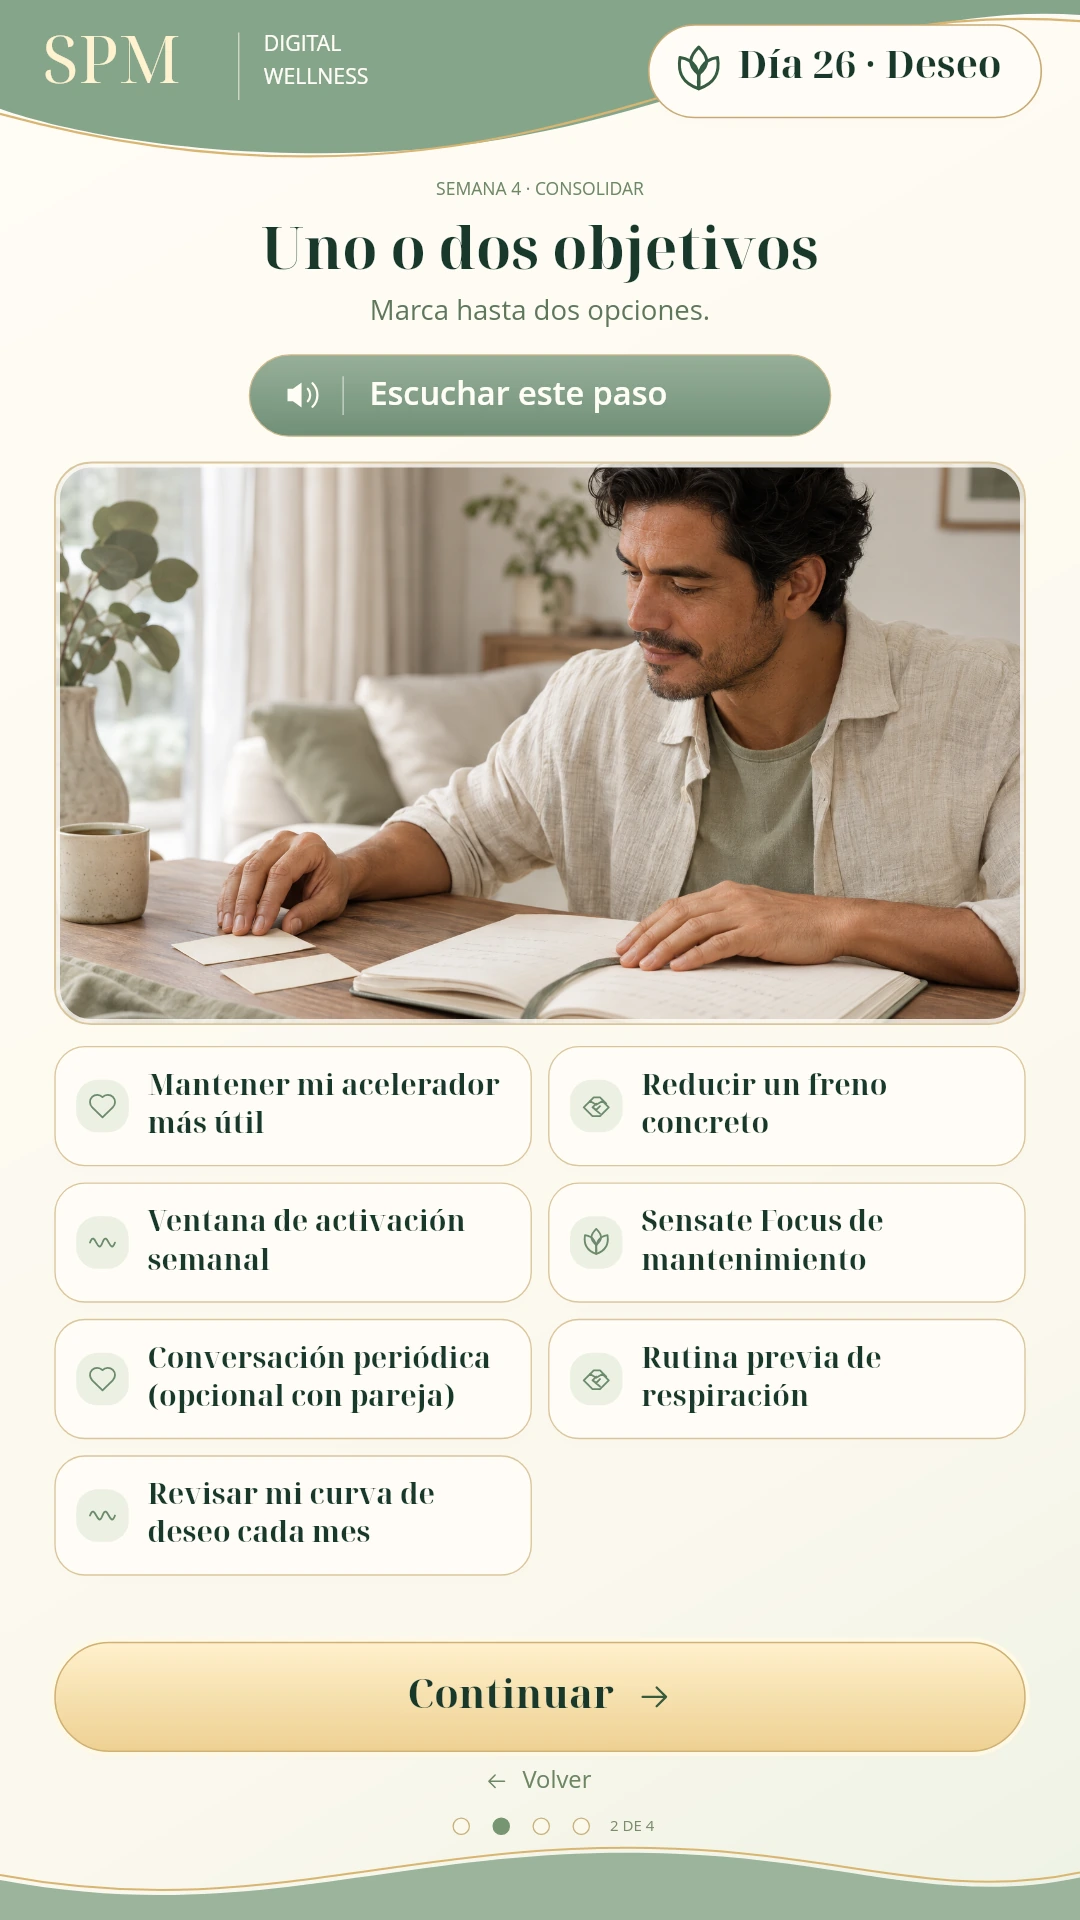 SPM
DIGITAL
WELLNESS
Día 26 · Deseo
SEMANA 4 · CONSOLIDAR
Uno o dos objetivos
Marca hasta dos opciones.
Escuchar este paso
Mantener mi acelerador
más útil
Reducir un freno
concreto
Ventana de activación
semanal
Sensate Focus de
mantenimiento
Conversación periódica
(opcional con pareja)
Rutina previa de
respiración
Revisar mi curva de
deseo cada mes
Continuar →
← Volver
2 DE 4